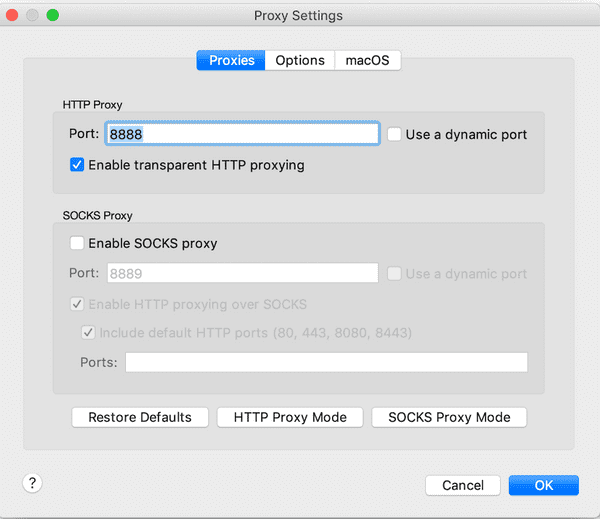 Proxy Settings
Proxies Options macOS
HTTP Proxy
Port: 8888 Use a dynamic port
Enable transparent HTTP proxying
SOCKS Proxy
Enable SOCKS proxy
Port: 8889 Use a dynamic port
Enable HTTP proxying over SOCKS
Include default HTTP ports (80, 443, 8080, 8443)
Ports:
Restore Defaults HTTP Proxy Mode SOCKS Proxy Mode
? Cancel OK